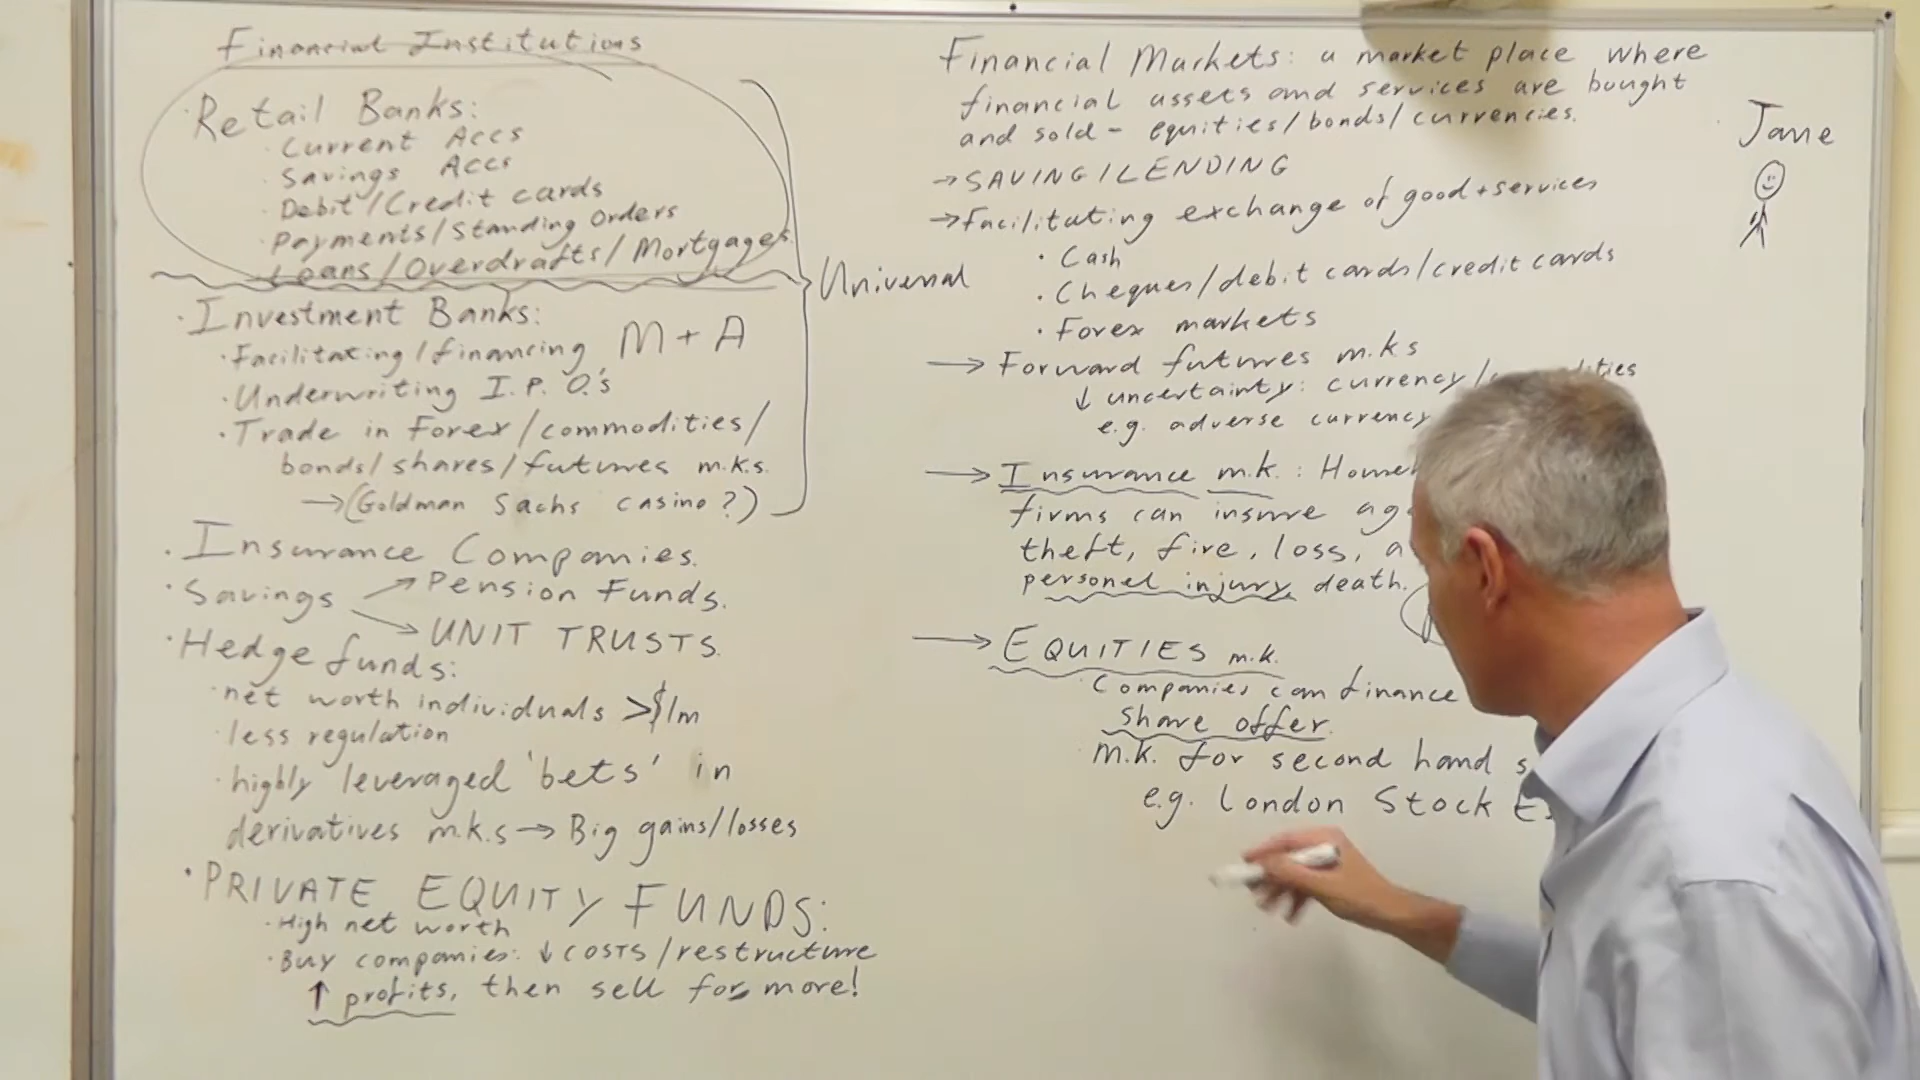 Financial Institutions
· Retail Banks:
· Current Accs
· Savings Accs
· Debit/Credit cards
· Payments/Standing Orders
Loans/Overdrafts/Mortgages
· Investment Banks:
· Facilitating/financing M + A
· Underwriting I.P.O.'s
· Trade in Forex/commodities/
bonds/shares/futures m.k.s.
→ (Goldman Sachs casino?)
Universal
· Insurance Companies.
· Savings → Pension Funds.
→ UNIT TRUSTS.
· Hedge funds:
· net worth individuals >$1m
· less regulation
· highly leveraged 'bets' in
derivatives m.k.s → Big gains/losses
· PRIVATE EQUITY FUNDS:
· High net worth
· Buy companies: ↓ costs/restructure
↑ profits, then sell for more!
Financial Markets: a market place where
financial assets and services are bought
and sold - equities/bonds/currencies.
→ SAVING/LENDING
→ Facilitating exchange of good + services
· Cash
· Cheques/debit cards/credit cards
· Forex markets
→ Forward futures m.k.s
↓ uncertainty: currency/
e.g. adverse currency
→ Insurance m.k. :
firms can insure
theft, fire, loss,
personel injury, death.
→ EQUITIES m.k.
· Companies can finance
share offer.
· m.k. for second hand
e.g. London Stock
Jane